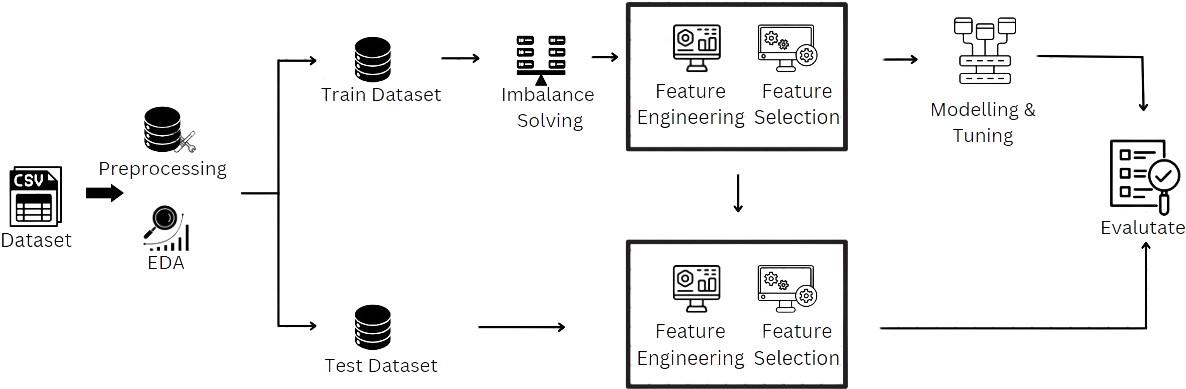 CSV
Dataset
Preprocessing
EDA
Train Dataset
Imbalance
Solving
Feature
Engineering
Feature
Selection
Modelling &
Tuning
Test Dataset
Feature
Engineering
Feature
Selection
Evalutate